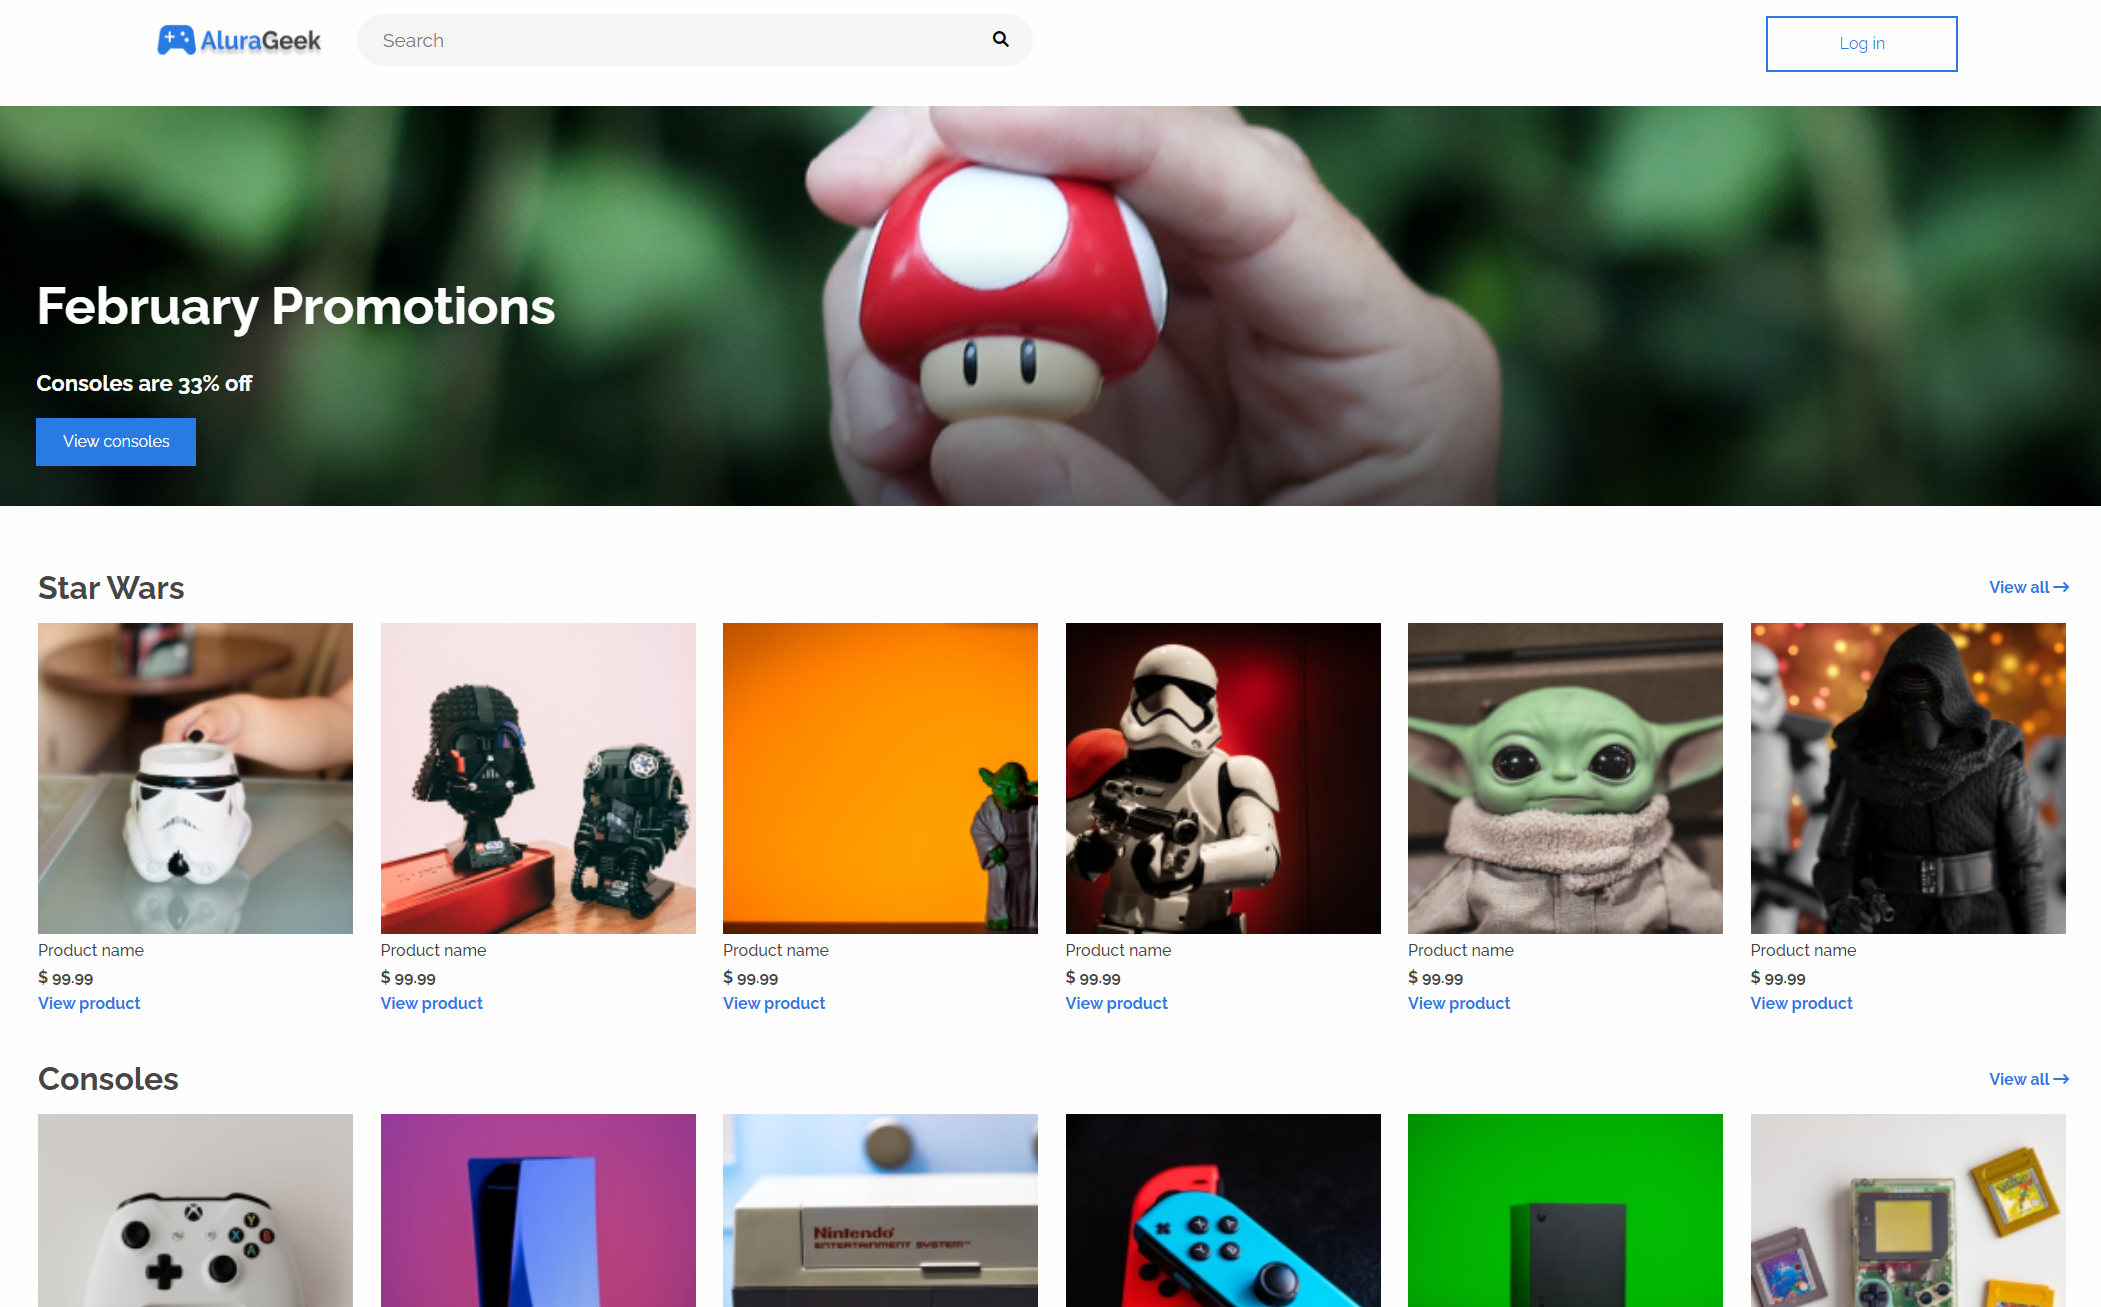 AluraGeek
Search
Log in
February Promotions
Consoles are 33% off
View consoles
Star Wars
View all →
Product name
$ 99.99
View product
Product name
$ 99.99
View product
Product name
$ 99.99
View product
Product name
$ 99.99
View product
Product name
$ 99.99
View product
Product name
$ 99.99
View product
Consoles
View all →
Y
X
B
A
Nintendo
ENTERTAINMENT SYSTEM™
X
A
Y
B